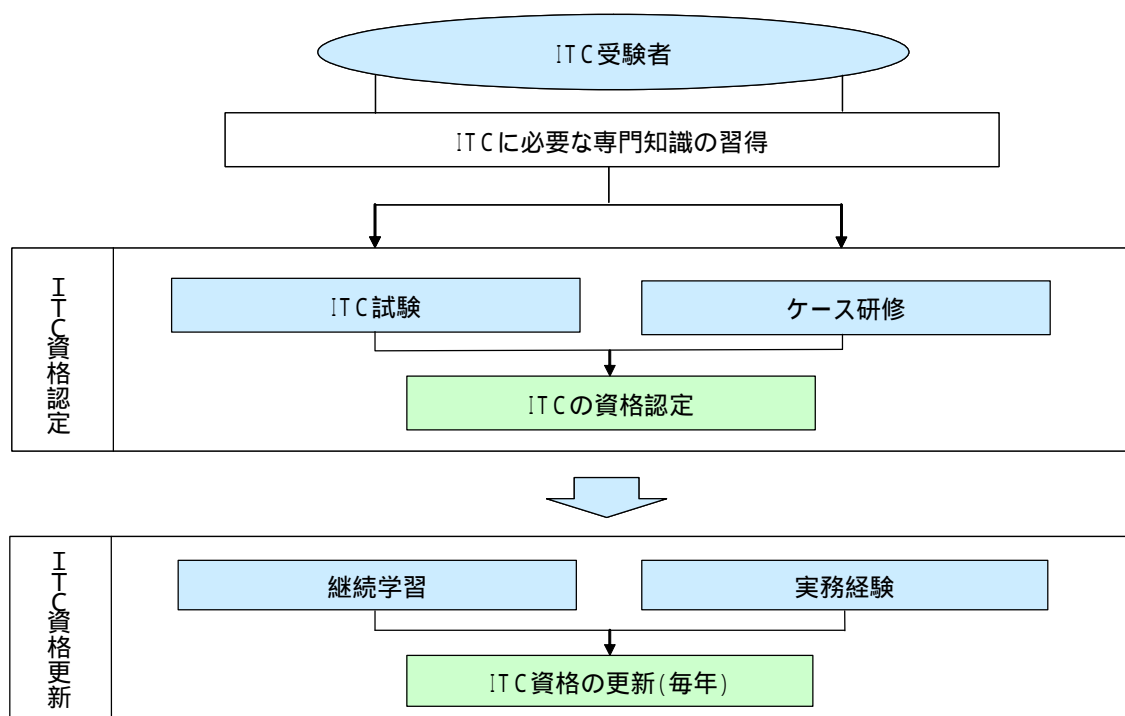 ITC受験者
ITCに必要な専門知識の習得
ITC資格認定
ITC試験
ケース研修
ITCの資格認定
ITC資格更新
継続学習
実務経験
ITC資格の更新(毎年)